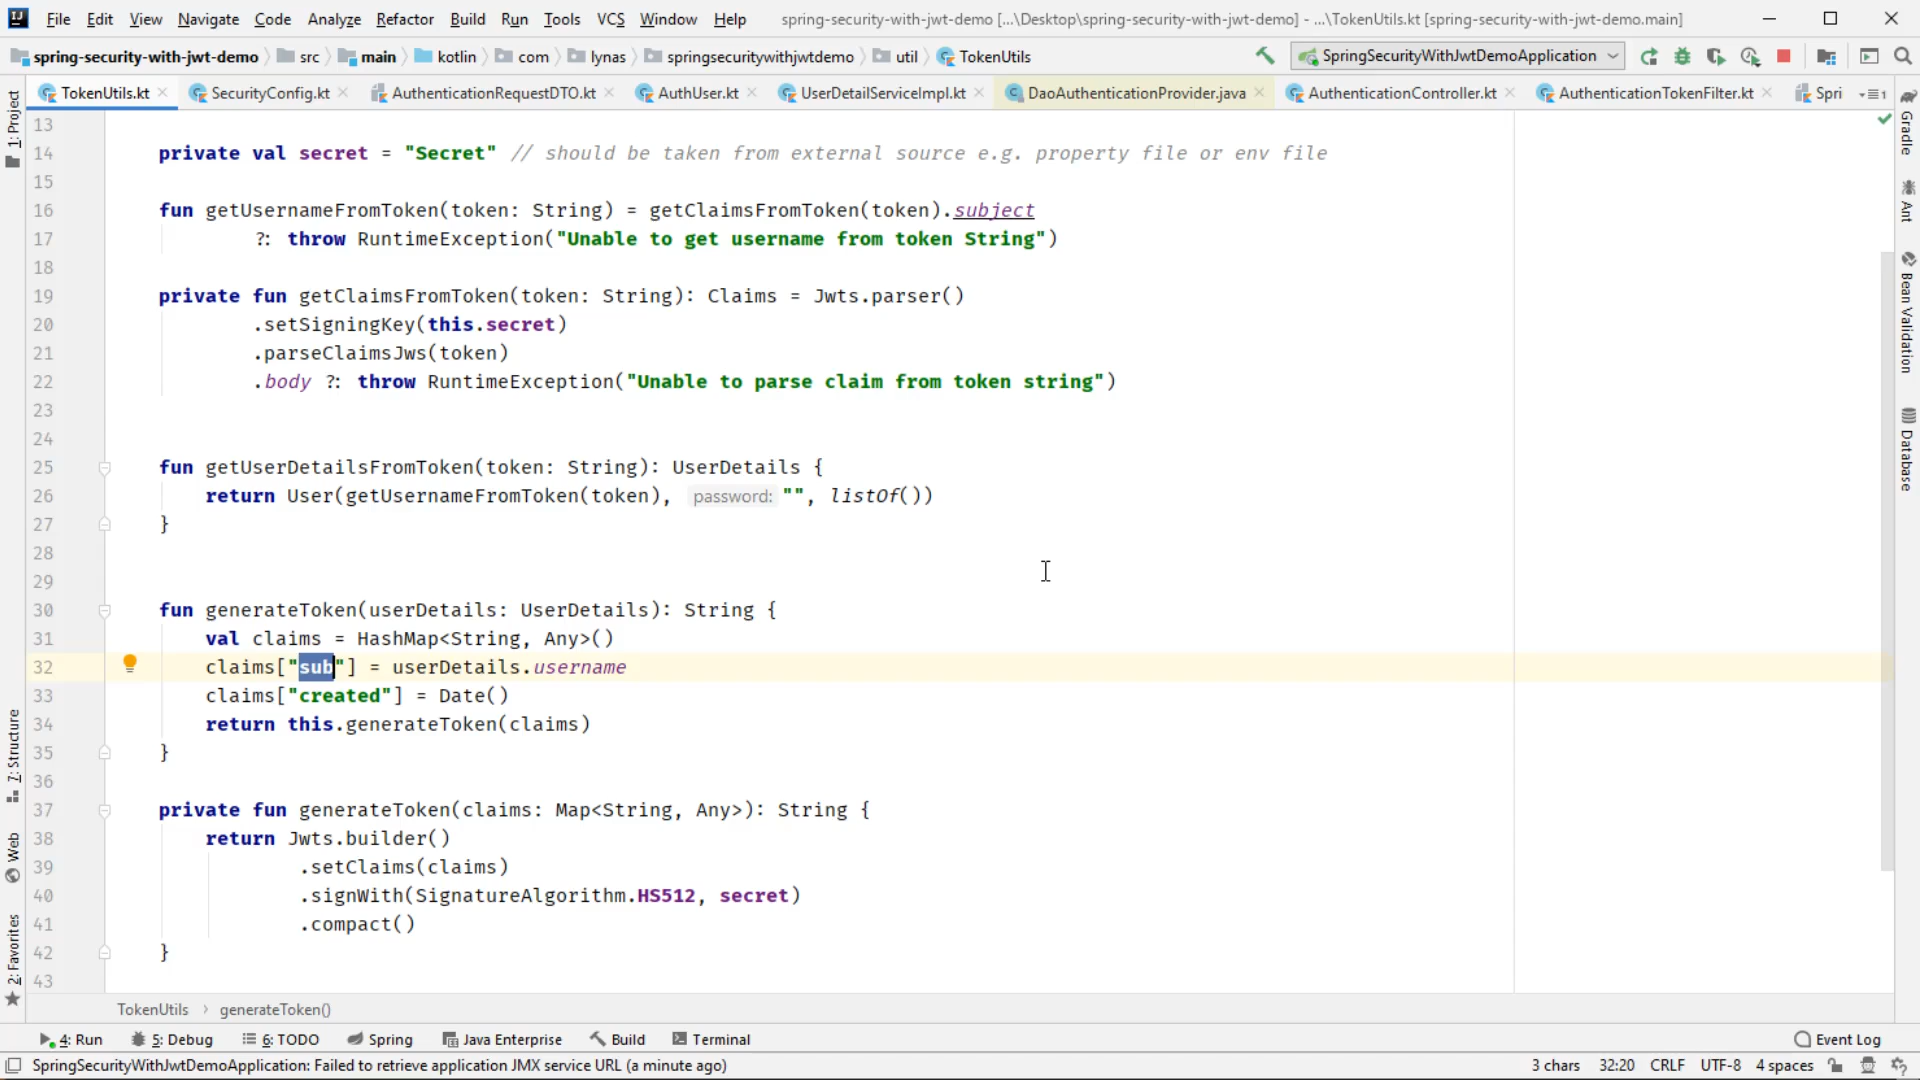 File Edit View Navigate Code Analyze Refactor Build Run Tools VCS Window Help spring-security-with-jwt-demo [...\Desktop\spring-security-with-jwt-demo] - ...\TokenUtils.kt [spring-security-with-jwt-demo.main]
spring-security-with-jwt-demo src main kotlin com lynas springsecuritywithjwtdemo util TokenUtils SpringSecurityWithJwtDemoApplication
TokenUtils.kt SecurityConfig.kt AuthenticationRequestDTO.kt AuthUser.kt UserDetailServiceImpl.kt DaoAuthenticationProvider.java AuthenticationController.kt AuthenticationTokenFilter.kt Spri
1: Project
7: Structure
Web
2: Favorites
13
14 private val secret = "Secret" // should be taken from external source e.g. property file or env file
15
16 fun getUsernameFromToken(token: String) = getClaimsFromToken(token).subject
17 ?: throw RuntimeException("Unable to get username from token String")
18
19 private fun getClaimsFromToken(token: String): Claims = Jwts.parser()
20 .setSigningKey(this.secret)
21 .parseClaimsJws(token)
22 .body ?: throw RuntimeException("Unable to parse claim from token string")
23
24
25 fun getUserDetailsFromToken(token: String): UserDetails {
26 return User(getUsernameFromToken(token), password: "", listOf())
27 }
28
29
30 fun generateToken(userDetails: UserDetails): String {
31 val claims = HashMap<String, Any>()
32 claims["sub"] = userDetails.username
33 claims["created"] = Date()
34 return this.generateToken(claims)
35 }
36
37 private fun generateToken(claims: Map<String, Any>): String {
38 return Jwts.builder()
39 .setClaims(claims)
40 .signWith(SignatureAlgorithm.HS512, secret)
41 .compact()
42 }
43
Gradle
Ant
Bean Validation
Database
TokenUtils generateToken()
4: Run 5: Debug 6: TODO Spring Java Enterprise Build Terminal Event Log
SpringSecurityWithJwtDemoApplication: Failed to retrieve application JMX service URL (a minute ago) 3 chars 32:20 CRLF UTF-8 4 spaces